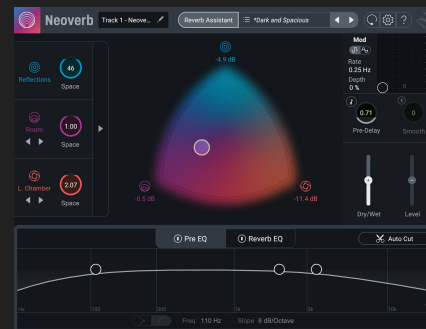 Neoverb
Track 1 - Neove...
Reverb Assistant
*Dark and Spacious
Reflections
46
Space
Room
1.00
Space
L. Chamber
2.07
Space
-4.9 dB
-0.5 dB
-11.4 dB
Mod
Rate
0.25 Hz
Depth
0 %
0.71
Pre-Delay
0
Smooth
Dry/Wet
Level
Pre EQ
Reverb EQ
Auto Cut
Hz
100
300
1k
3k
10k
Freq 110 Hz
Slope 6 dB/Octave